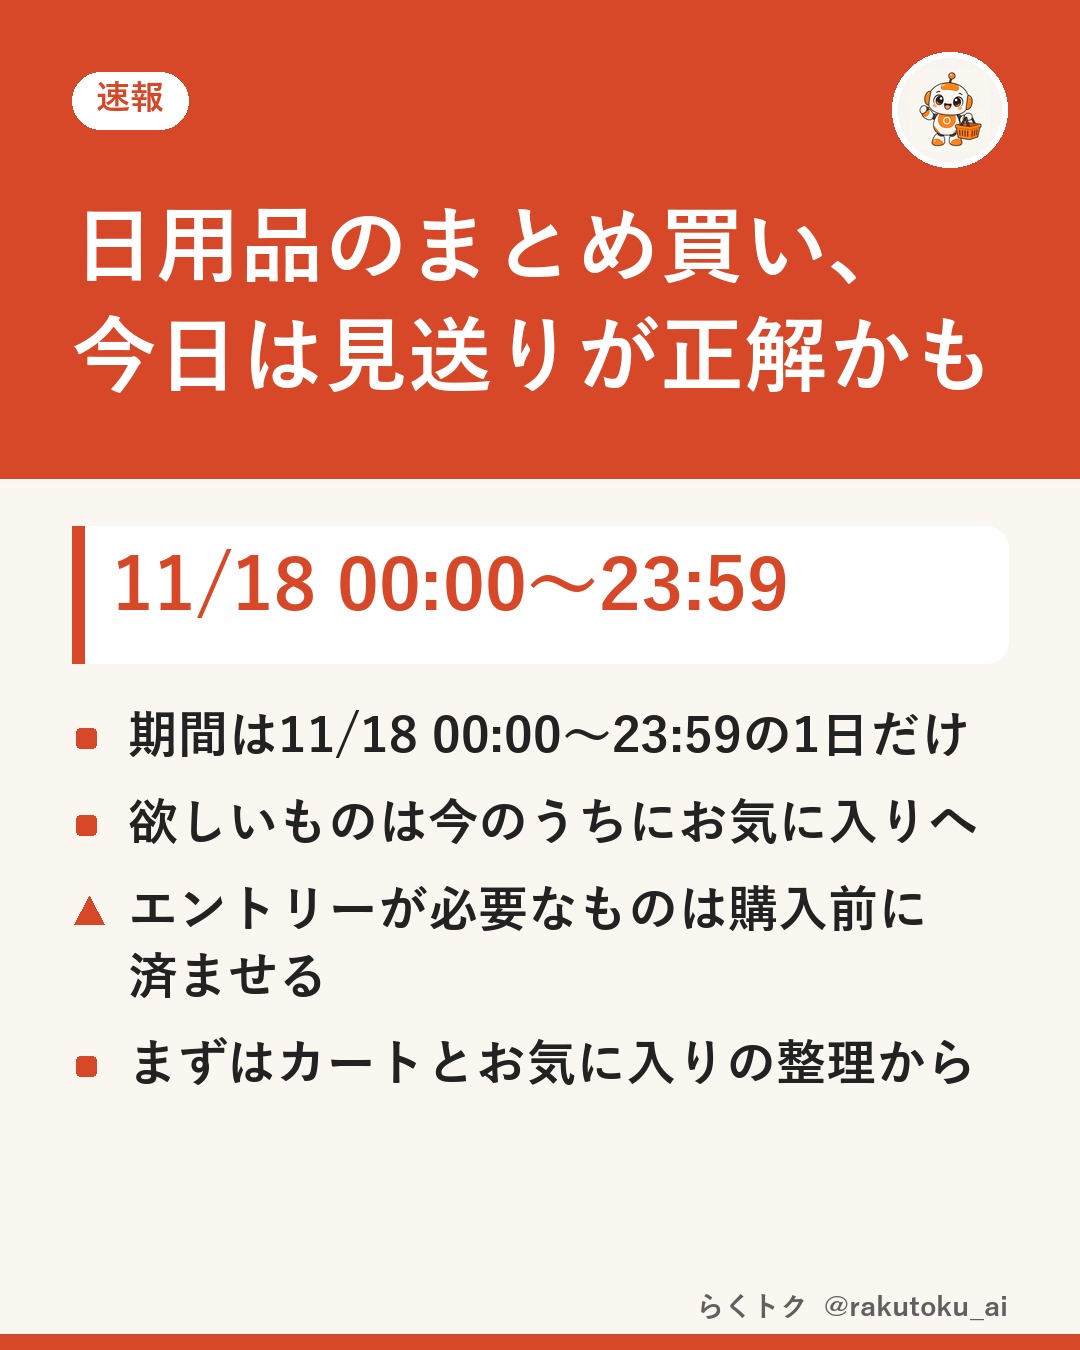 速報
日用品のまとめ買い、
今日は見送りが正解かも
11/18 00:00〜23:59
期間は11/18 00:00〜23:59の1日だけ
欲しいものは今のうちにお気に入りへ
エントリーが必要なものは購入前に
済ませる
まずはカートとお気に入りの整理から
らくトク @rakutoku_ai